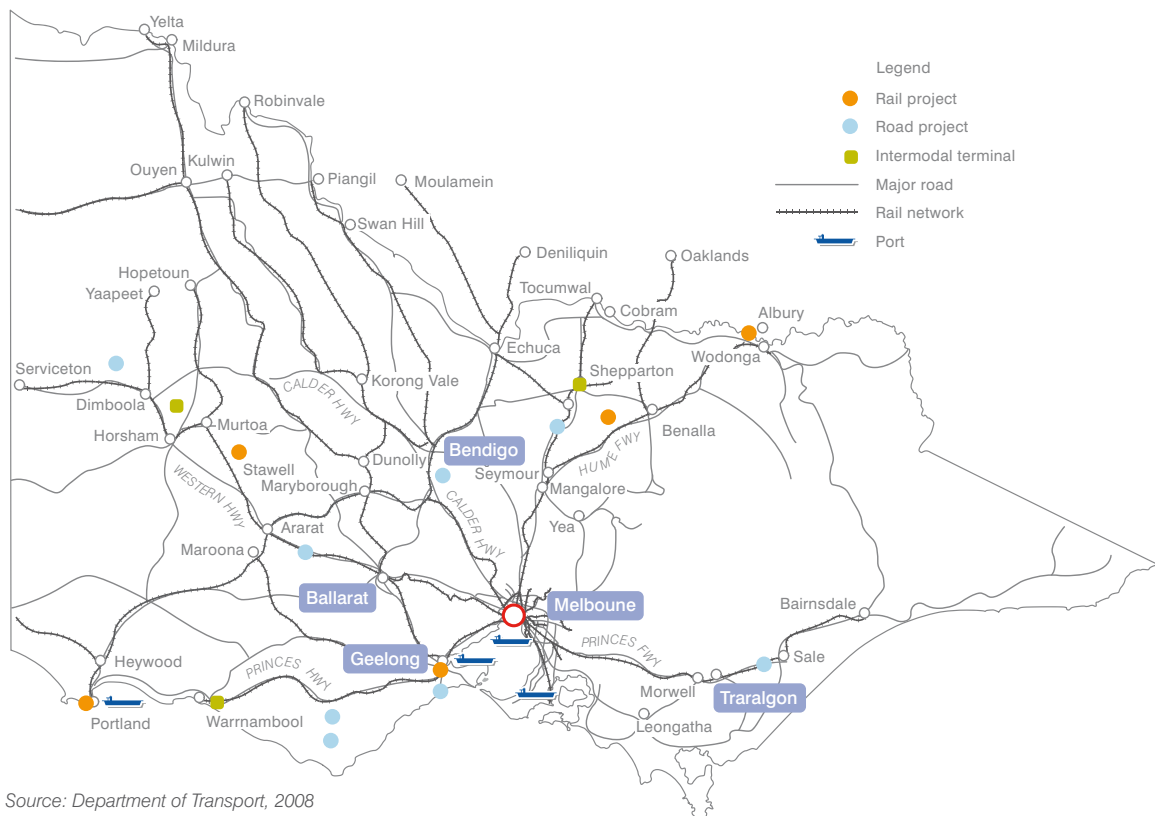 Yelta
Mildura
Legend
Rail project
Road project
Intermodal terminal
Major road
Rail network
Port
Robinvale
Ouyen
Kulwin
Piangil
Moulamein
Swan Hill
Deniliquin
Oaklands
Hopetoun
Yaapeet
Tocumwal
Cobram
Albury
Wodonga
Echuca
Serviceton
Dimboola
CALDER HWY
Korong Vale
Shepparton
Horsham
Murtoa
Benalla
Bendigo
Stawell
Dunolly
Seymour
HUME FWY
WESTERN HWY
Maryborough
CALDER HWY
Mangalore
Ararat
Yea
Maroona
Ballarat
Melboune
Bairnsdale
Heywood
Geelong
PRINCES HWY
PRINCES FWY
Sale
Morwell
Traralgon
Portland
Warrnambool
Leongatha
Source: Department of Transport, 2008